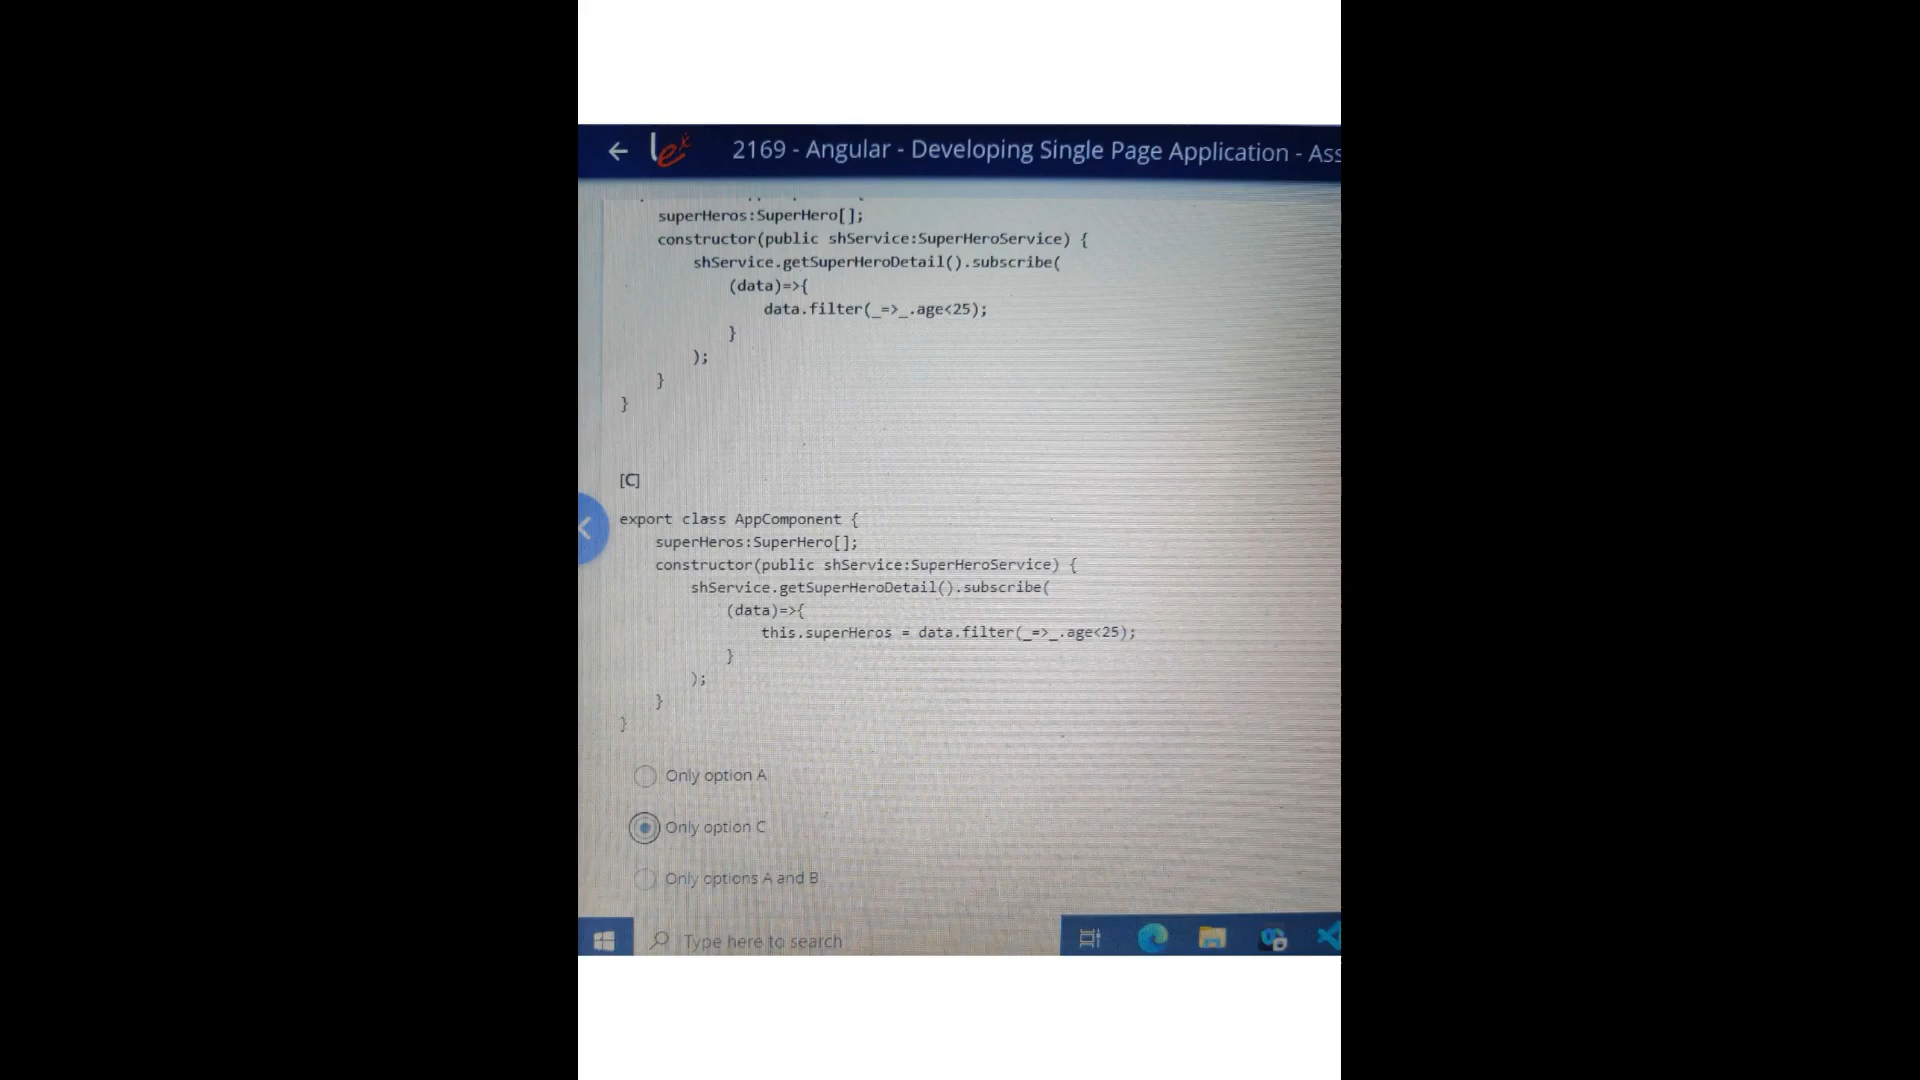 lex 2169 - Angular - Developing Single Page Application - Ass
superHeros:SuperHero[];
constructor(public shService:SuperHeroService) {
shService.getSuperHeroDetail().subscribe(
(data)=>{
data.filter(_=>_.age<25);
}
);
}
}
[C]
export class AppComponent {
superHeros:SuperHero[];
constructor(public shService:SuperHeroService) {
shService.getSuperHeroDetail().subscribe(
(data)=>{
this.superHeros = data.filter(_=>_.age<25);
}
);
}
}
Only option A
Only option C
Only options A and B
Type here to search